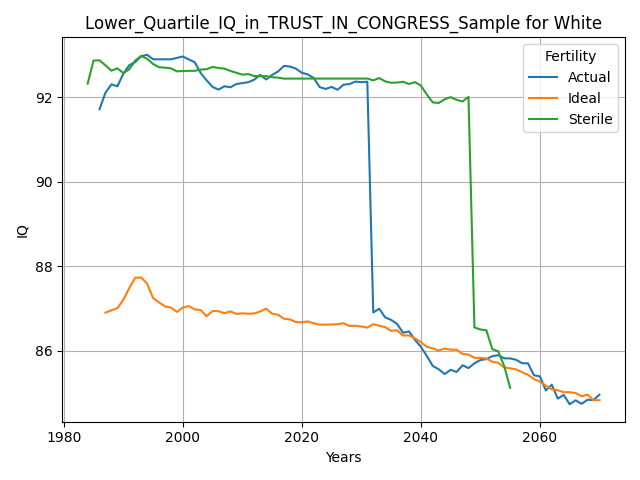 Lower_Quartile_IQ_in_TRUST_IN_CONGRESS_Sample for White
Fertility
Actual
Ideal
Sterile
IQ
92
90
88
86
1980
2000
2020
2040
2060
Years